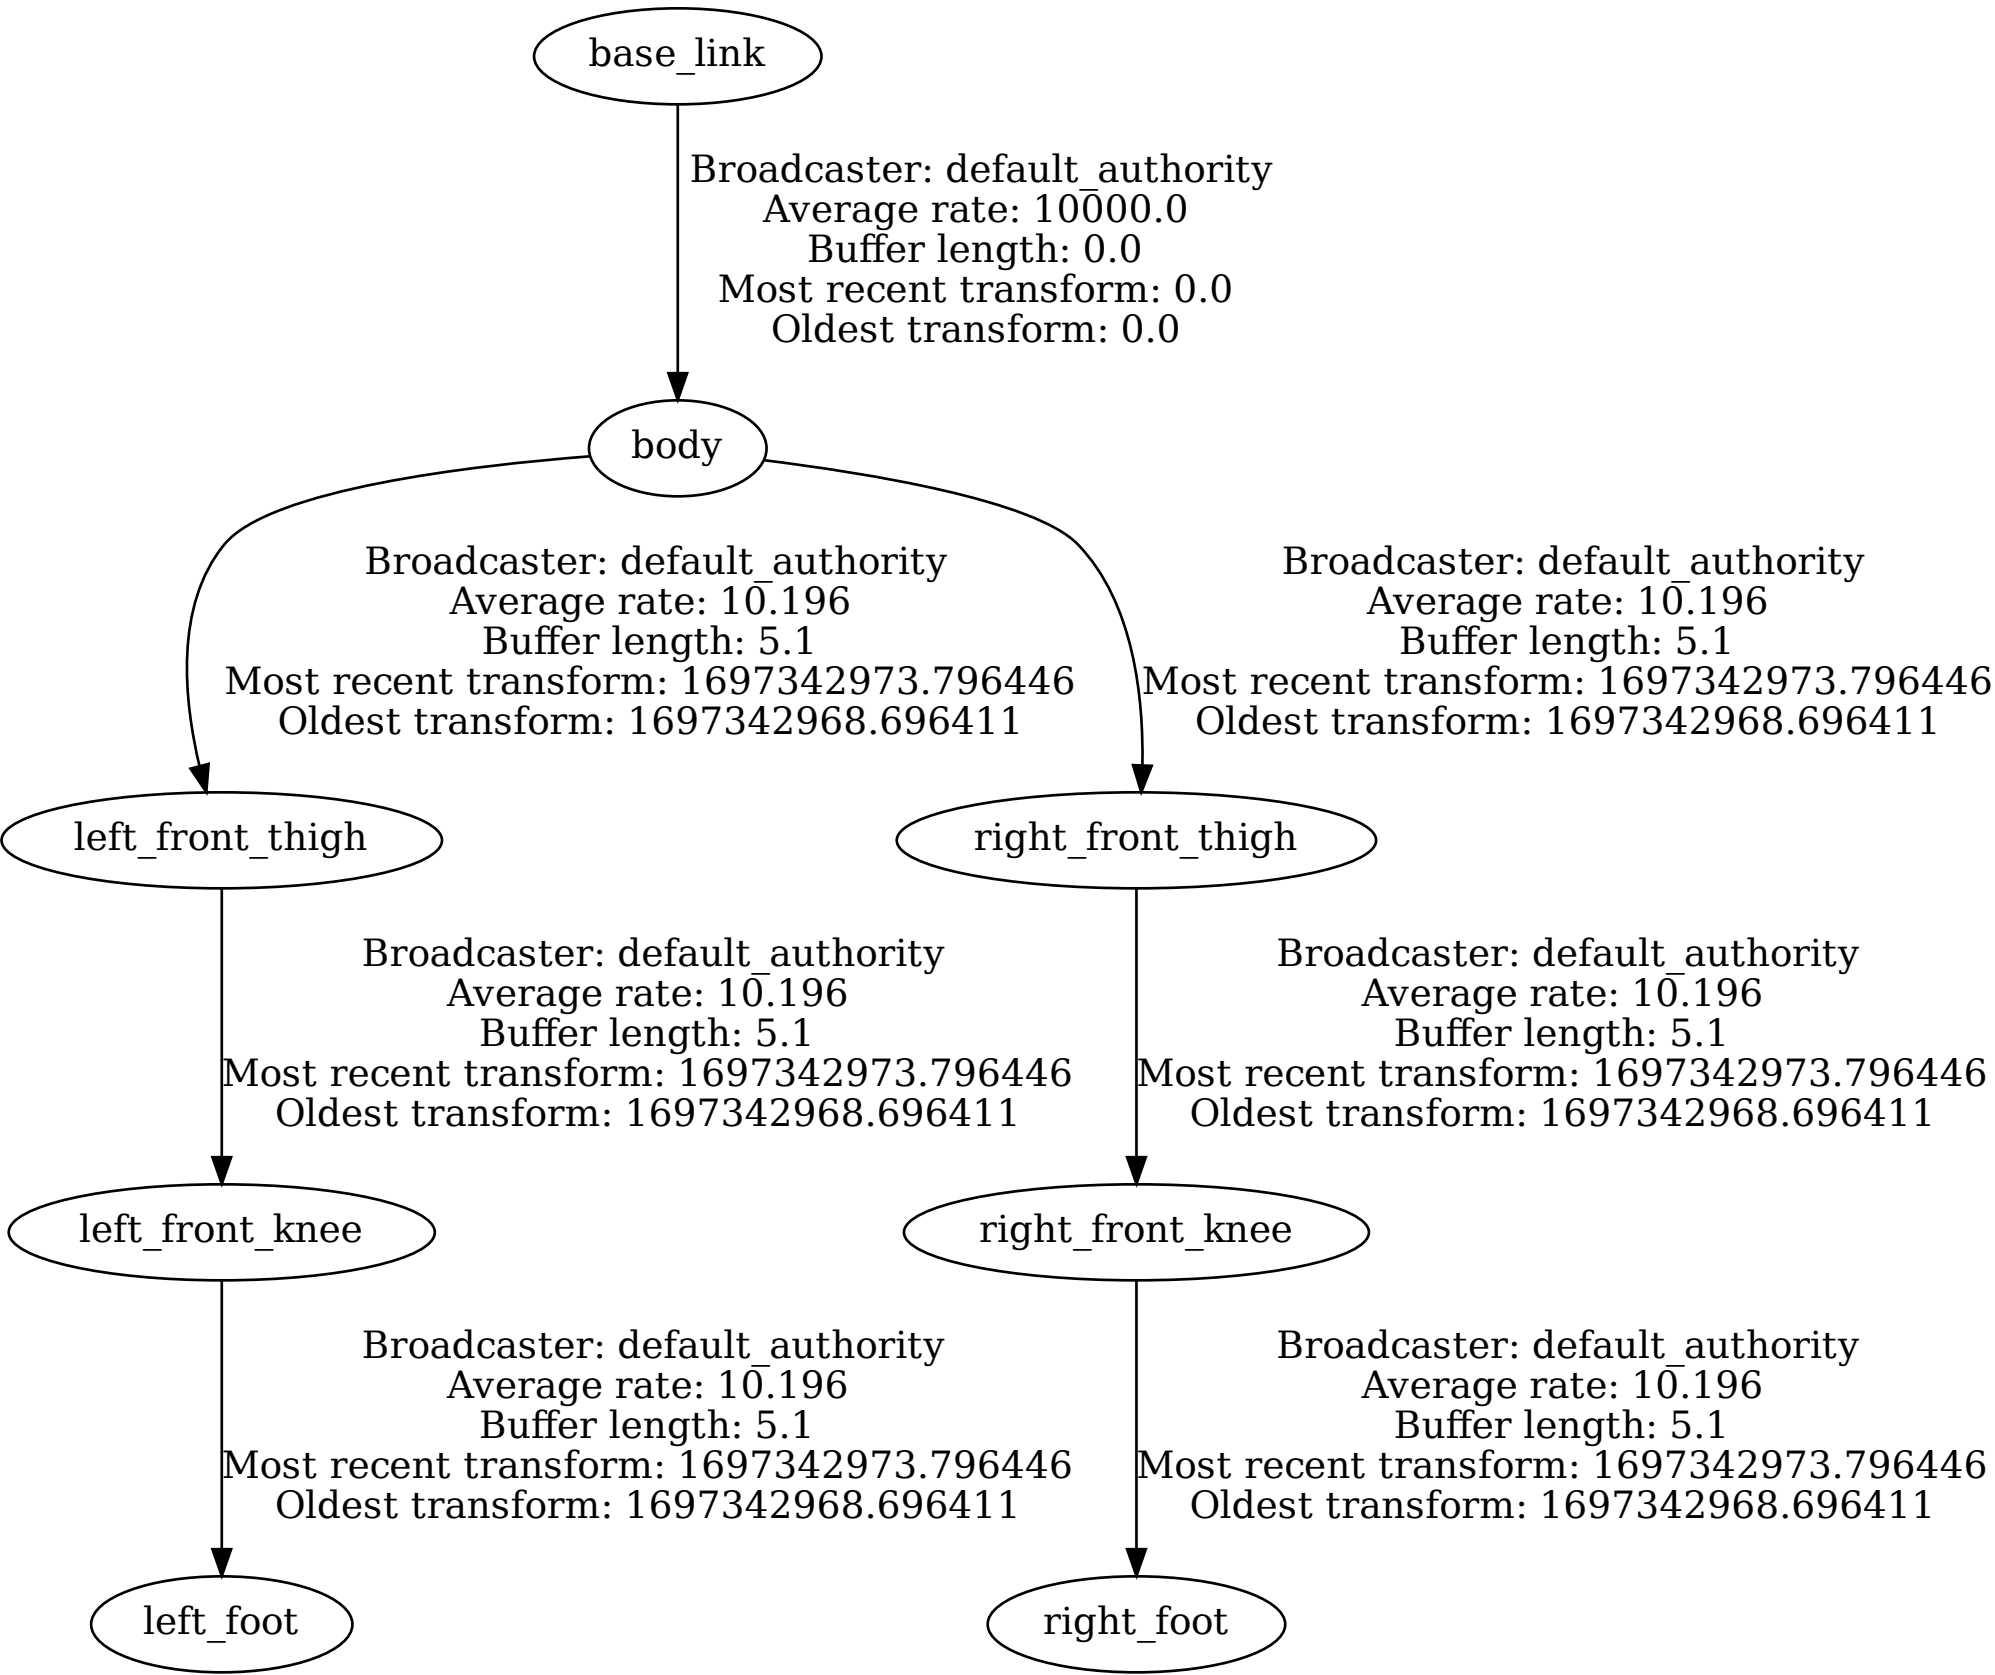 base_link
Broadcaster: default_authority
Average rate: 10000.0
Buffer length: 0.0
Most recent transform: 0.0
Oldest transform: 0.0
body
Broadcaster: default_authority
Average rate: 10.196
Buffer length: 5.1
Most recent transform: 1697342973.796446
Oldest transform: 1697342968.696411
Broadcaster: default_authority
Average rate: 10.196
Buffer length: 5.1
Most recent transform: 1697342973.796446
Oldest transform: 1697342968.696411
left_front_thigh
right_front_thigh
Broadcaster: default_authority
Average rate: 10.196
Buffer length: 5.1
Most recent transform: 1697342973.796446
Oldest transform: 1697342968.696411
Broadcaster: default_authority
Average rate: 10.196
Buffer length: 5.1
Most recent transform: 1697342973.796446
Oldest transform: 1697342968.696411
left_front_knee
right_front_knee
Broadcaster: default_authority
Average rate: 10.196
Buffer length: 5.1
Most recent transform: 1697342973.796446
Oldest transform: 1697342968.696411
Broadcaster: default_authority
Average rate: 10.196
Buffer length: 5.1
Most recent transform: 1697342973.796446
Oldest transform: 1697342968.696411
left_foot
right_foot